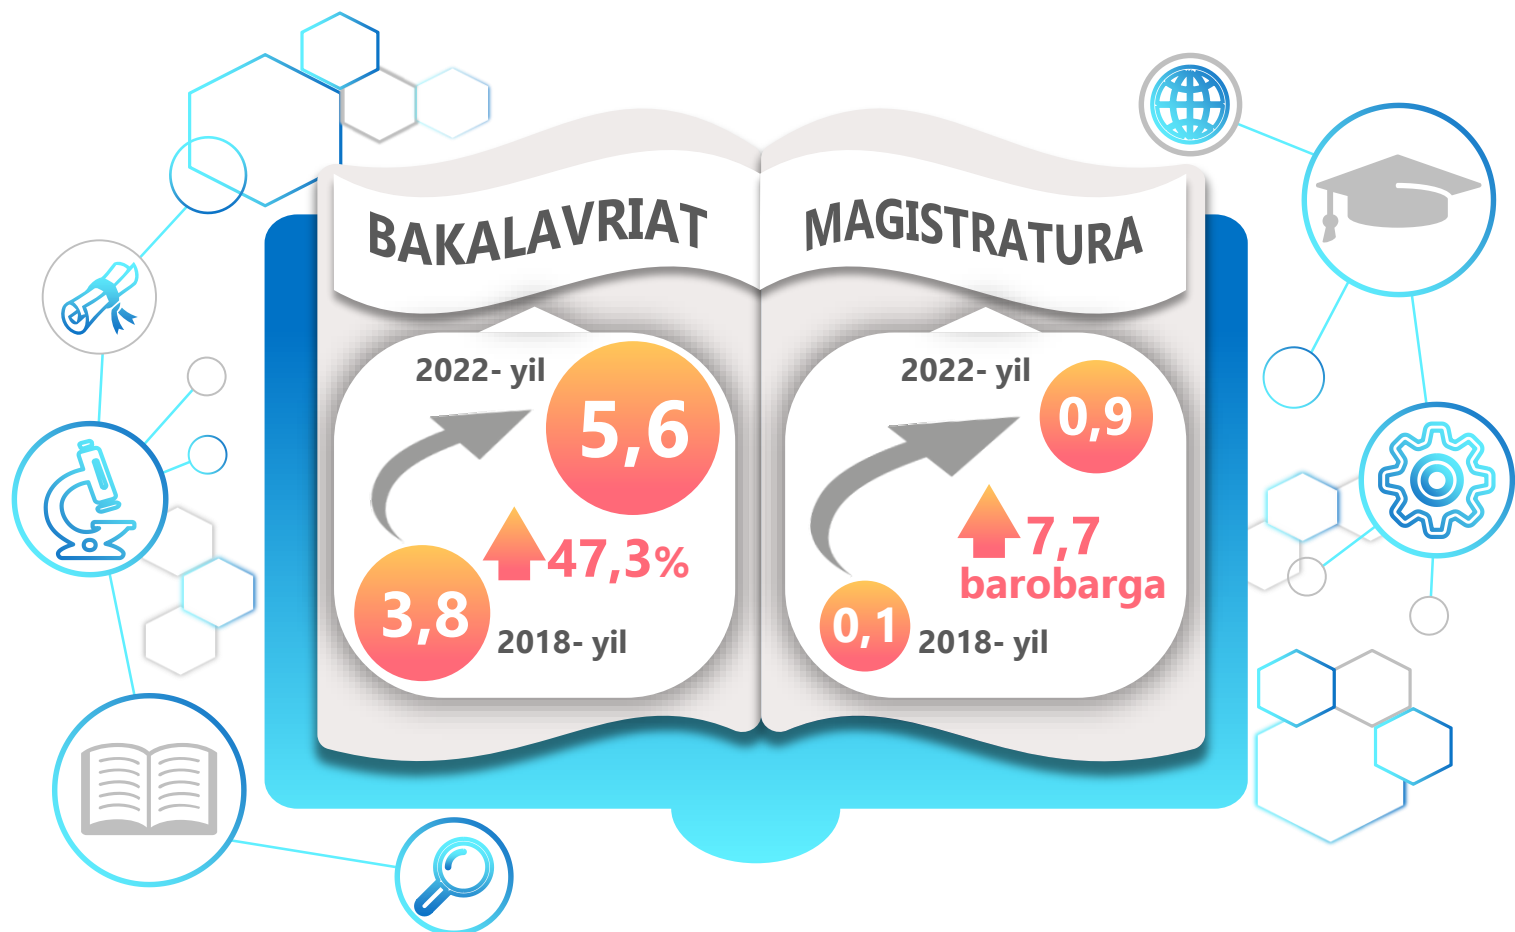 BAKALAVRIAT
2022- yil
5,6
47,3%
3,8
2018- yil
MAGISTRATURA
2022- yil
0,9
7,7
barobarga
0,1
2018- yil